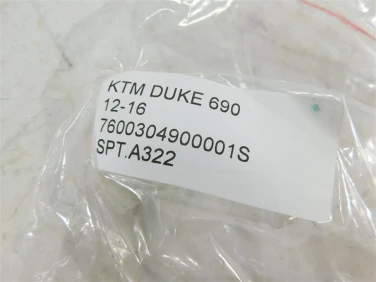 KTM DUKE 690
12-16
7600304900001S
SPT.A322